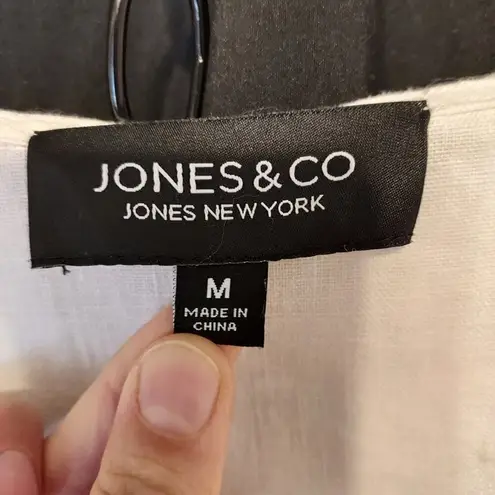 JONES & CO
JONES NEW YORK
M
MADE IN
CHINA